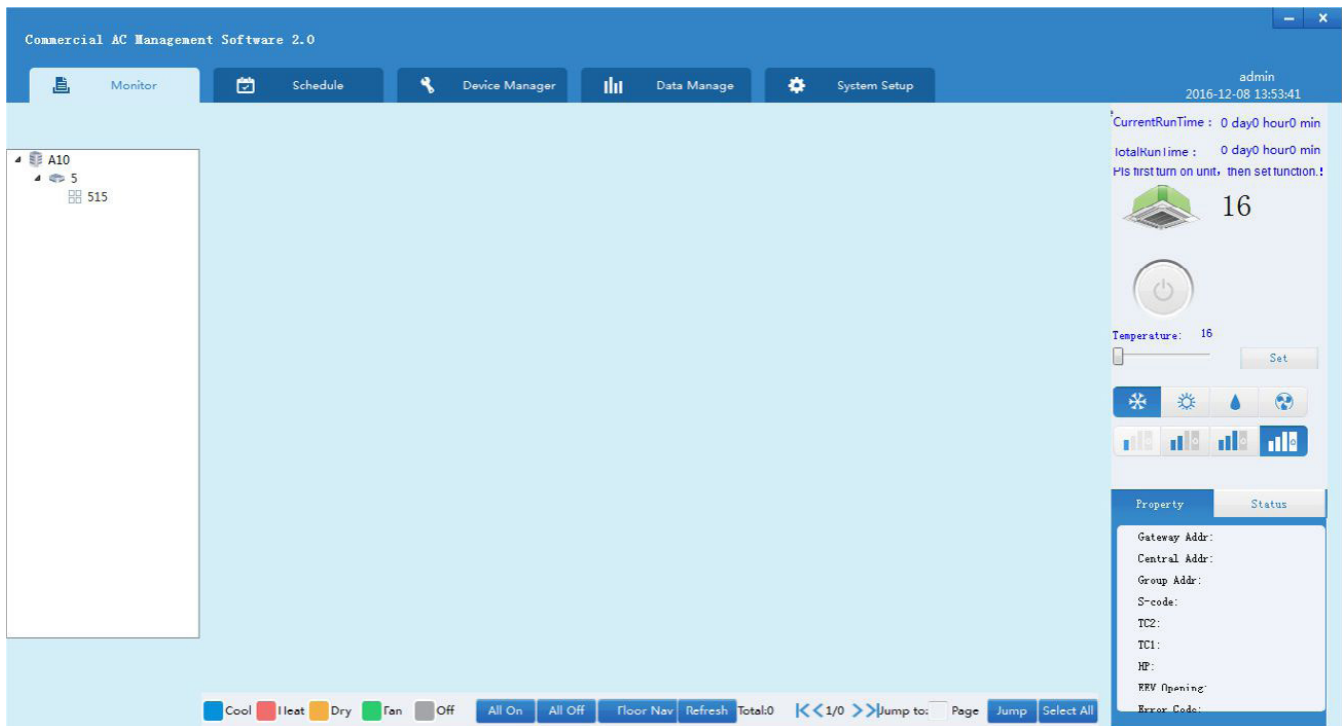 Commercial AC Management Software 2.0
Monitor Schedule Device Manager Data Manage System Setup
admin
2016-12-08 13:53:41
A10
5
515
CurrentRunTime : 0 day0 hour0 min
TotalRunTime : 0 day0 hour0 min
Pls first turn on unit, then set function.!
16
Temperature: 16
Set
Property Status
Gateway Addr:
Central Addr:
Group Addr:
S-code:
TC2:
TC1:
HP:
EEV Opening:
Error Code:
Cool Heat Dry Fan Off All On All Off Floor Nav Refresh Total:0 1/0 Jump to: Page Jump Select All